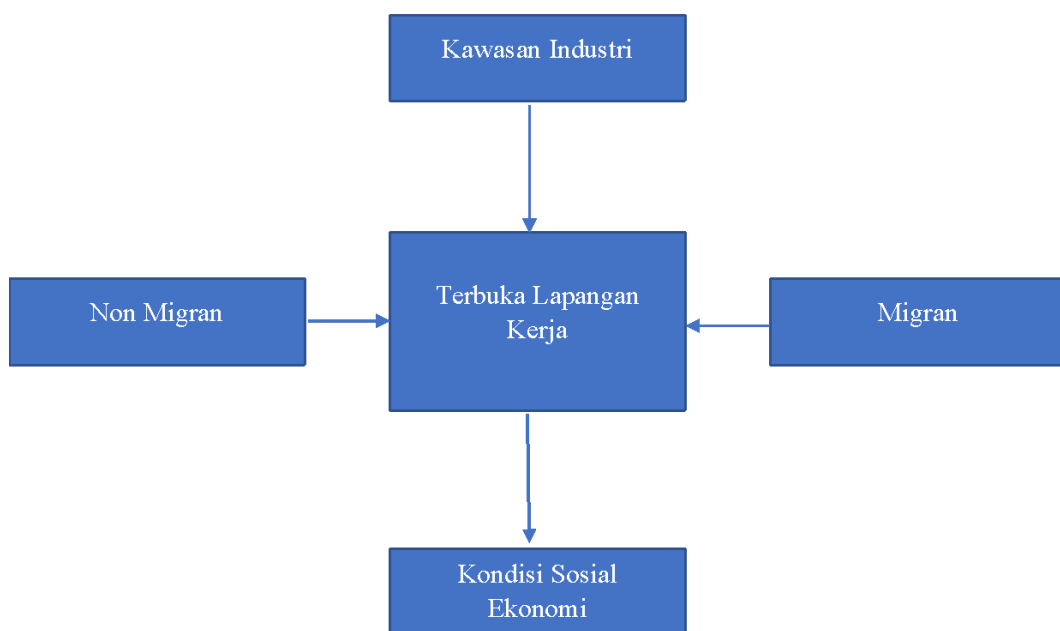 Kawasan Industri
Non Migran
Terbuka Lapangan
Kerja
Migran
Kondisi Sosial
Ekonomi